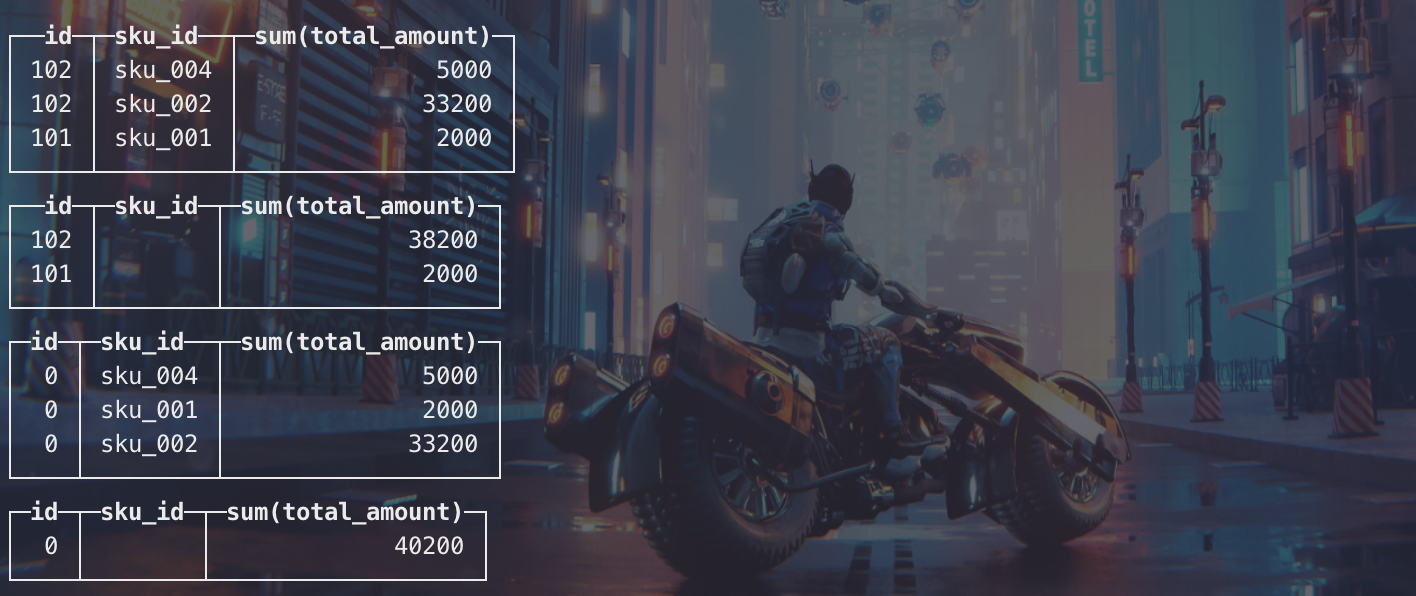 id sku_id sum(total_amount)
102 sku_004 5000
102 sku_002 33200
101 sku_001 2000
id sku_id sum(total_amount)
102 38200
101 2000
id sku_id sum(total_amount)
0 sku_004 5000
0 sku_001 2000
0 sku_002 33200
id sku_id sum(total_amount)
0 40200
OTEL